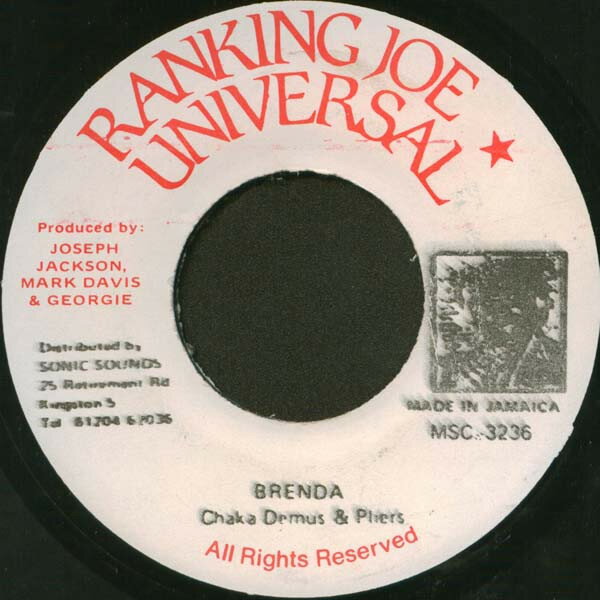 RANKING JOE
UNIVERSAL
Produced by:
JOSEPH
JACKSON,
MARK DAVIS
& GEORGIE
Distributed by
SONIC SOUNDS
25 Retirement Rd
Kingston 5
Tel
MADE IN JAMAICA
MSC.-3236
BRENDA
Chaka Demus & Pliers
All Rights Reserved